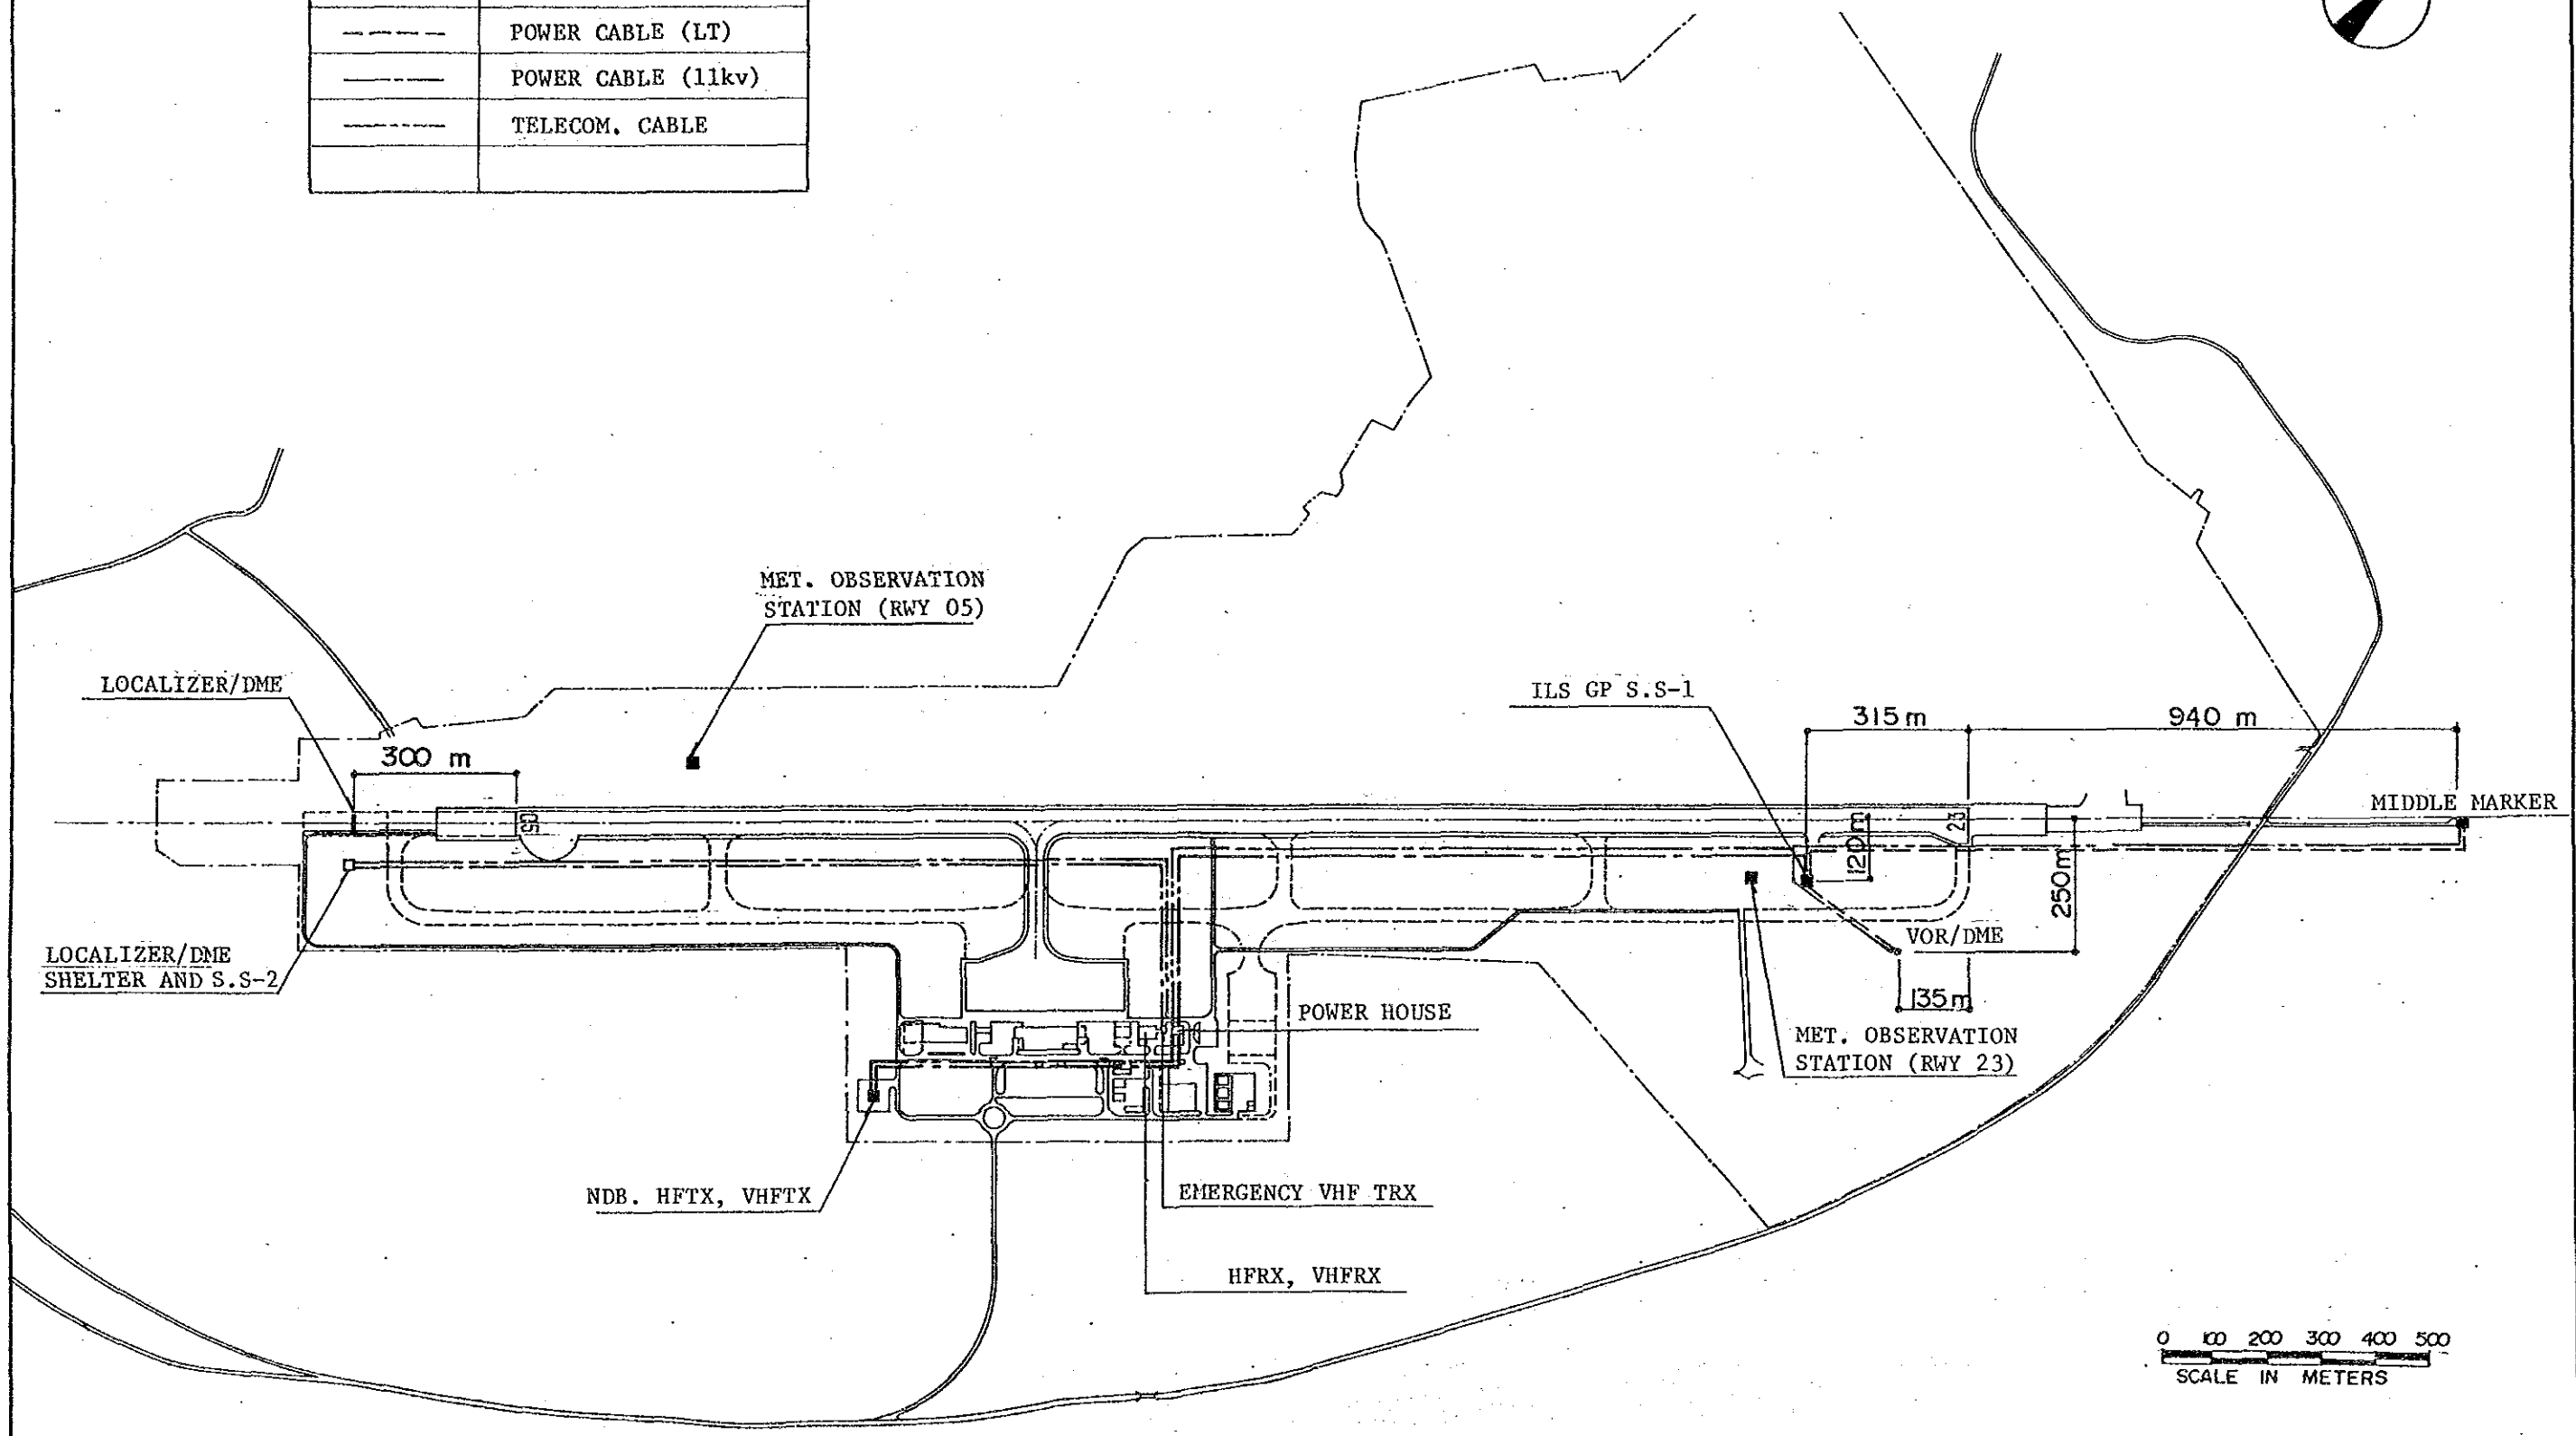 POWER CABLE (LT)
POWER CABLE (11kv)
TELECOM. CABLE
MET. OBSERVATION
STATION (RWY 05)
LOCALIZER/DME
300 m
ILS GP S.S-1
315m
940 m
MIDDLE MARKER
05
23
120m
250m
LOCALIZER/DME
SHELTER AND S.S-2
VOR/DME
135m
POWER HOUSE
MET. OBSERVATION
STATION (RWY 23)
NDB. HFTX, VHFTX
EMERGENCY VHF TRX
HFRX, VHFRX
0 100 200 300 400 500
SCALE IN METERS